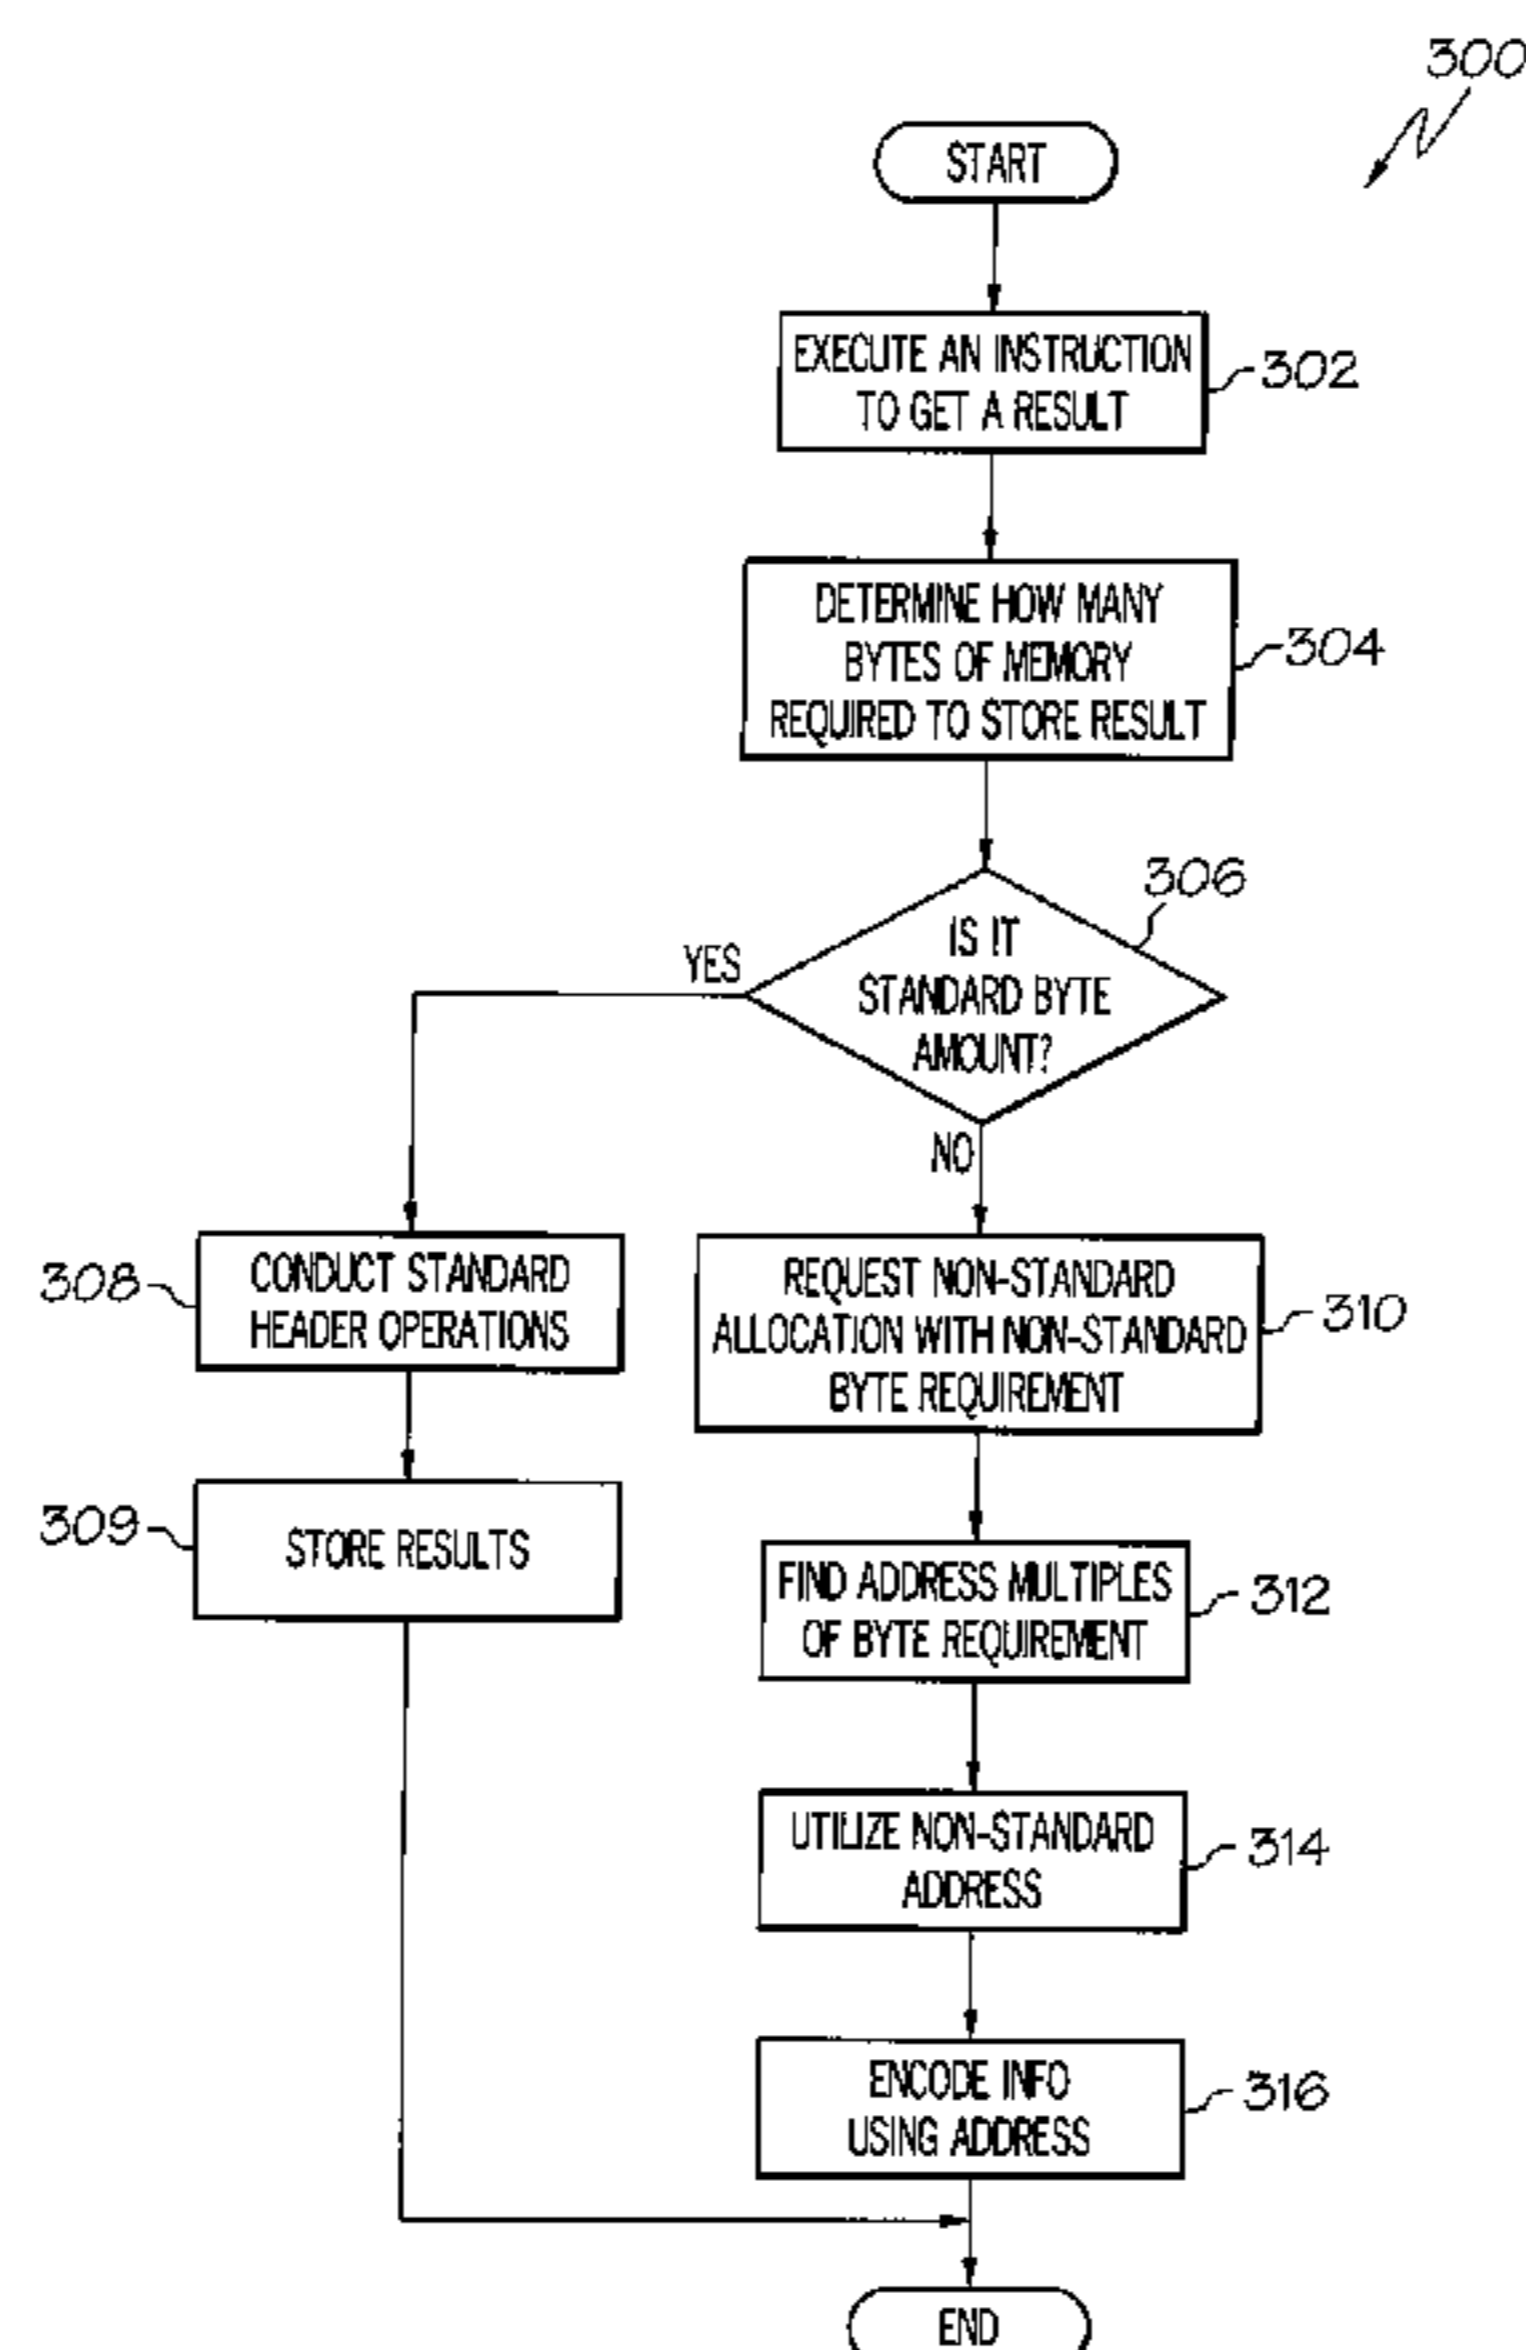 300
START
EXECUTE AN INSTRUCTION
TO GET A RESULT
302
DETERMINE HOW MANY
BYTES OF MEMORY
REQUIRED TO STORE RESULT
304
306
IS IT
STANDARD BYTE
AMOUNT?
YES
NO
308
CONDUCT STANDARD
HEADER OPERATIONS
309
STORE RESULTS
REQUEST NON-STANDARD
ALLOCATION WITH NON-STANDARD
BYTE REQUIREMENT
310
FIND ADDRESS MULTIPLES
OF BYTE REQUIREMENT
312
UTILIZE NON-STANDARD
ADDRESS
314
ENCODE INFO
USING ADDRESS
316
END